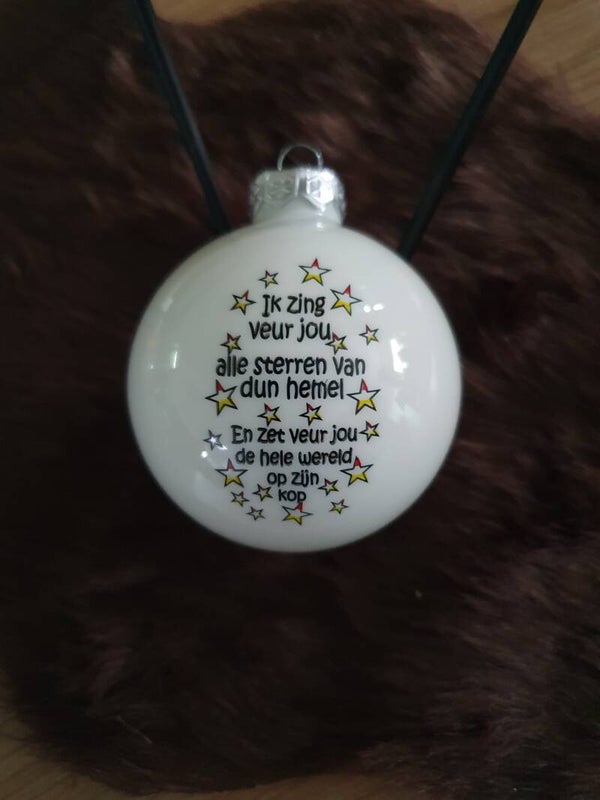 Ik zing
veur jou
alle sterren van
dun hemel
En zet veur jou
de hele wereld
op zijn
kop